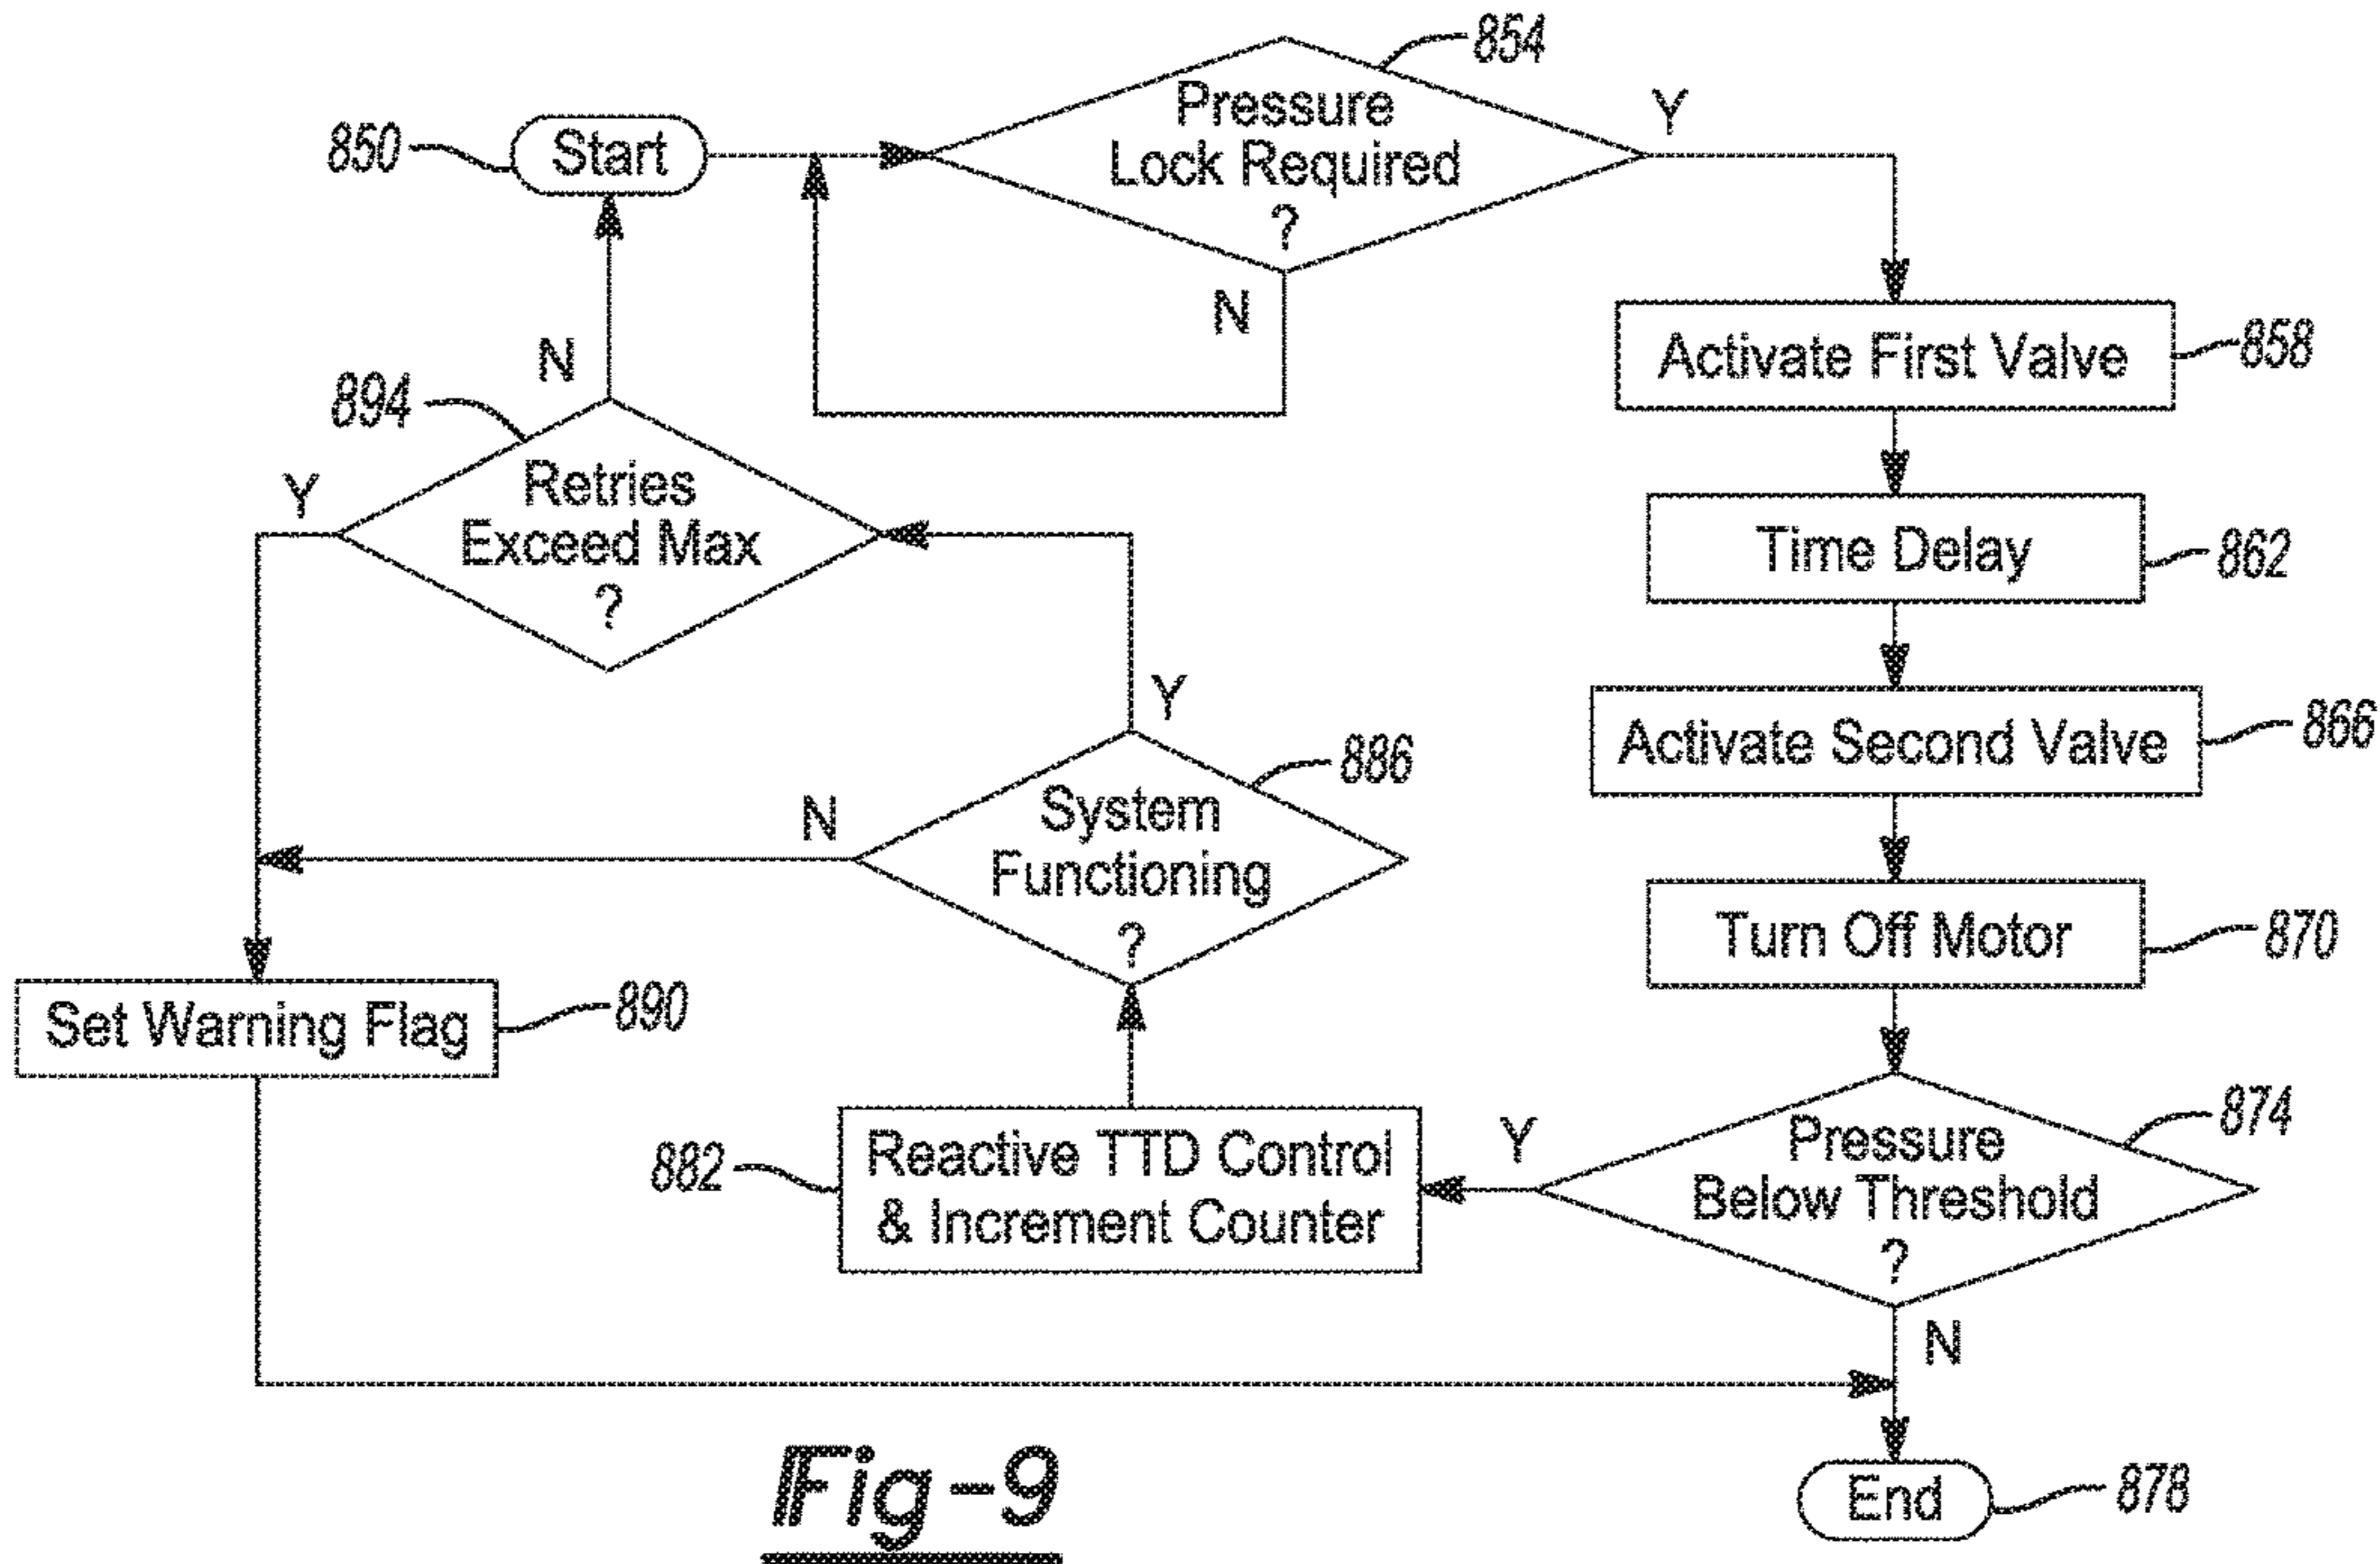 854
Pressure
Lock Required
?
Y
N
850
Start
N
894
Retries
Exceed Max
?
Y
Activate First Valve
858
Time Delay
862
Activate Second Valve
866
Turn Off Motor
870
Y
886
System
Functioning
?
N
Set Warning Flag
890
882
Reactive TTD Control
& Increment Counter
Y
874
Pressure
Below Threshold
?
N
End
878
Fig-9